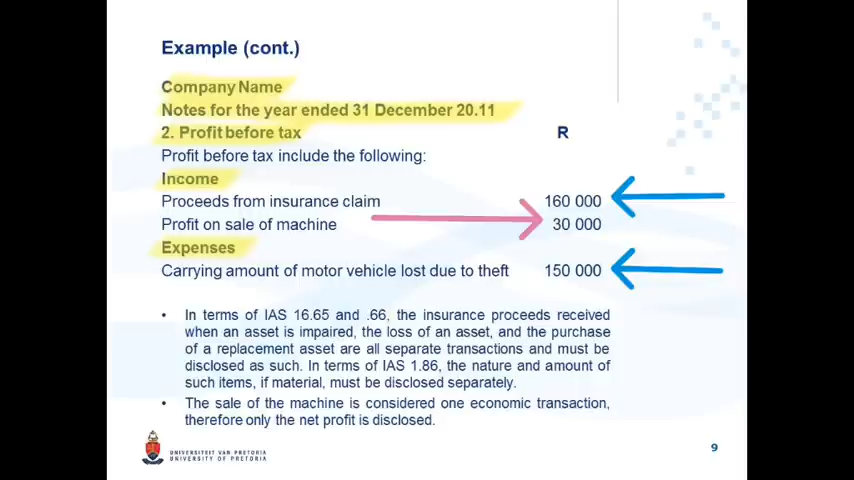 Example (cont.)
Company Name
Notes for the year ended 31 December 20.11
2. Profit before tax R
Profit before tax include the following:
Income
Proceeds from insurance claim 160 000
Profit on sale of machine 30 000
Expenses
Carrying amount of motor vehicle lost due to theft 150 000
• In terms of IAS 16.65 and .66, the insurance proceeds received
when an asset is impaired, the loss of an asset, and the purchase
of a replacement asset are all separate transactions and must be
disclosed as such. In terms of IAS 1.86, the nature and amount of
such items, if material, must be disclosed separately.
• The sale of the machine is considered one economic transaction,
therefore only the net profit is disclosed.
UNIVERSITEIT VAN PRETORIA
UNIVERSITY OF PRETORIA
9